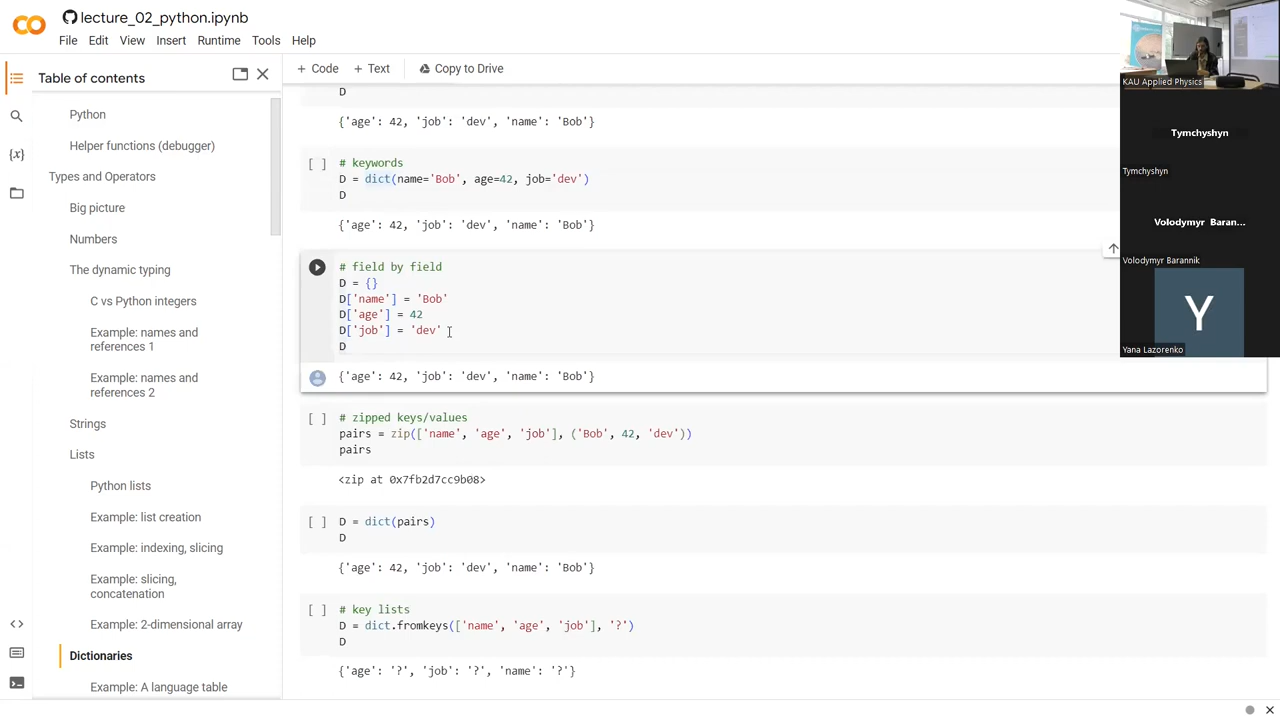 lecture_02_python.ipynb
File Edit View Insert Runtime Tools Help
Table of contents
Python
Helper functions (debugger)
Types and Operators
Big picture
Numbers
The dynamic typing
C vs Python integers
Example: names and
references 1
Example: names and
references 2
Strings
Lists
Python lists
Example: list creation
Example: indexing, slicing
Example: slicing,
concatenation
Example: 2-dimensional array
Dictionaries
Example: A language table
+ Code + Text Copy to Drive
D
{'age': 42, 'job': 'dev', 'name': 'Bob'}
[ ] # keywords
D = dict(name='Bob', age=42, job='dev')
D
{'age': 42, 'job': 'dev', 'name': 'Bob'}
# field by field
D = {}
D['name'] = 'Bob'
D['age'] = 42
D['job'] = 'dev'
D
{'age': 42, 'job': 'dev', 'name': 'Bob'}
[ ] # zipped keys/values
pairs = zip(['name', 'age', 'job'], ('Bob', 42, 'dev'))
pairs
<zip at 0x7fb2d7cc9b08>
[ ] D = dict(pairs)
D
{'age': 42, 'job': 'dev', 'name': 'Bob'}
[ ] # key lists
D = dict.fromkeys(['name', 'age', 'job'], '?')
D
{'age': '?', 'job': '?', 'name': '?'}
KAU Applied Physics
Tymchyshyn
Tymchyshyn
Volodymyr Baran...
Volodymyr Barannik
Y
Yana Lazorenko